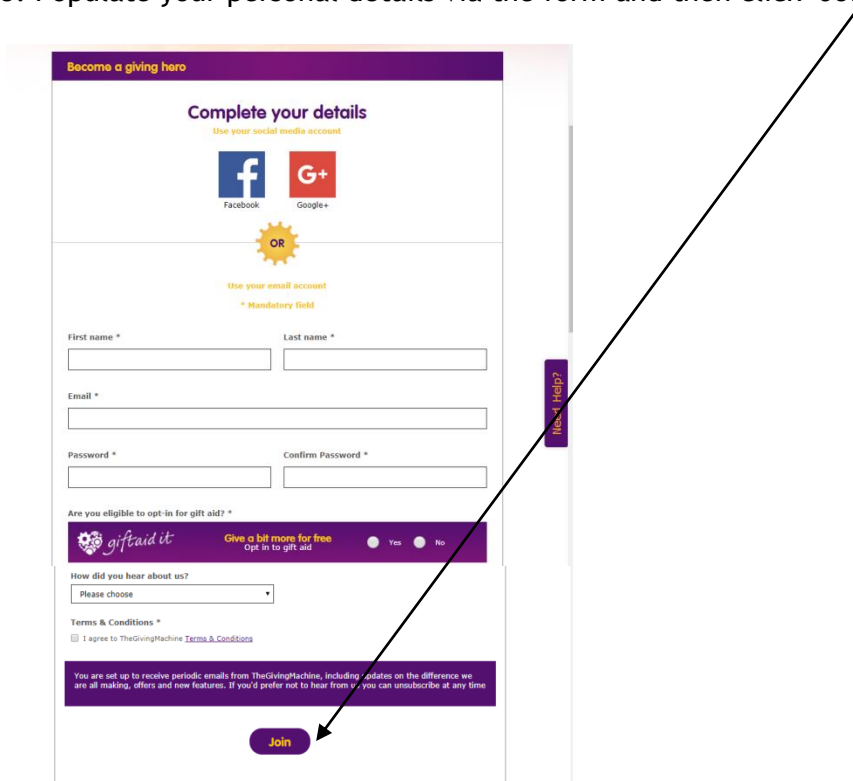 Populate your personal details via the form and then click
Become a giving hero
Complete your details
Use your social media account
f G+
Facebook Google+
OR
Use your email account
* Mandatory field
First name * Last name *
Email *
Need Help?
Password * Confirm Password *
Are you eligible to opt-in for gift aid? *
giftaid it Give a bit more for free Yes No
Opt in to gift aid
How did you hear about us?
Please choose
Terms & Conditions *
I agree to TheGivingMachine Terms & Conditions
You are set up to receive periodic emails from TheGivingMachine, including updates on the difference we
are all making, offers and new features. If you'd prefer not to hear from us you can unsubscribe at any time
Join